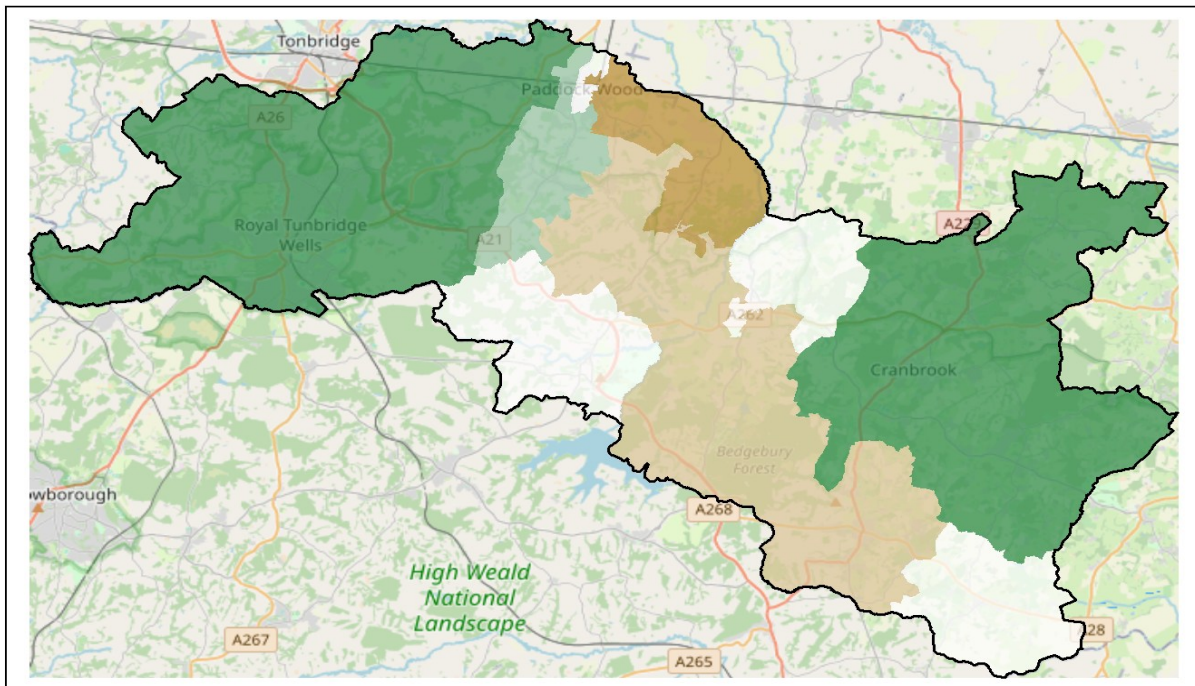 Tonbridge
Paddock Wood
A26
Royal Tunbridge
Wells
A21
A22
A262
Cranbrook
Bedgebury
Forest
owborough
A268
High Weald
National
Landscape
A28
A267
A265